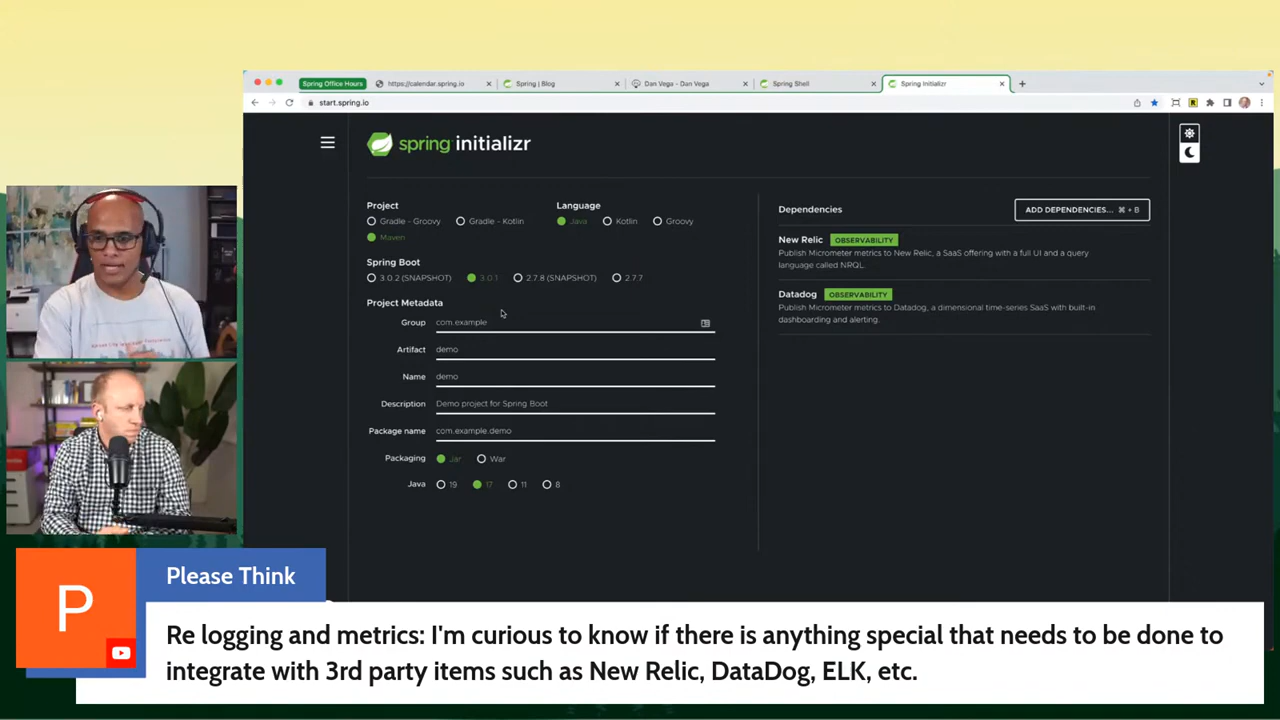 Spring Office Hours
https://calendar.spring.io
Spring | Blog
Dan Vega - Dan Vega
Spring Shell
Spring Initializr
start.spring.io
spring initializr
Project
Language
Gradle - Groovy
Gradle - Kotlin
Java
Kotlin
Groovy
Maven
Spring Boot
3.0.2 (SNAPSHOT)
3.0.1
2.7.8 (SNAPSHOT)
2.7.7
Project Metadata
Group
com.example
Artifact
demo
Name
demo
Description
Demo project for Spring Boot
Package name
com.example.demo
Packaging
Jar
War
Java
19
17
11
8
Dependencies
ADD DEPENDENCIES... ⌘ + B
New Relic OBSERVABILITY
Publish Micrometer metrics to New Relic, a SaaS offering with a full UI and a query
language called NRQL.
Datadog OBSERVABILITY
Publish Micrometer metrics to Datadog, a dimensional time-series SaaS with built-in
dashboarding and alerting.
P
Please Think
Re logging and metrics: I'm curious to know if there is anything special that needs to be done to
integrate with 3rd party items such as New Relic, DataDog, ELK, etc.